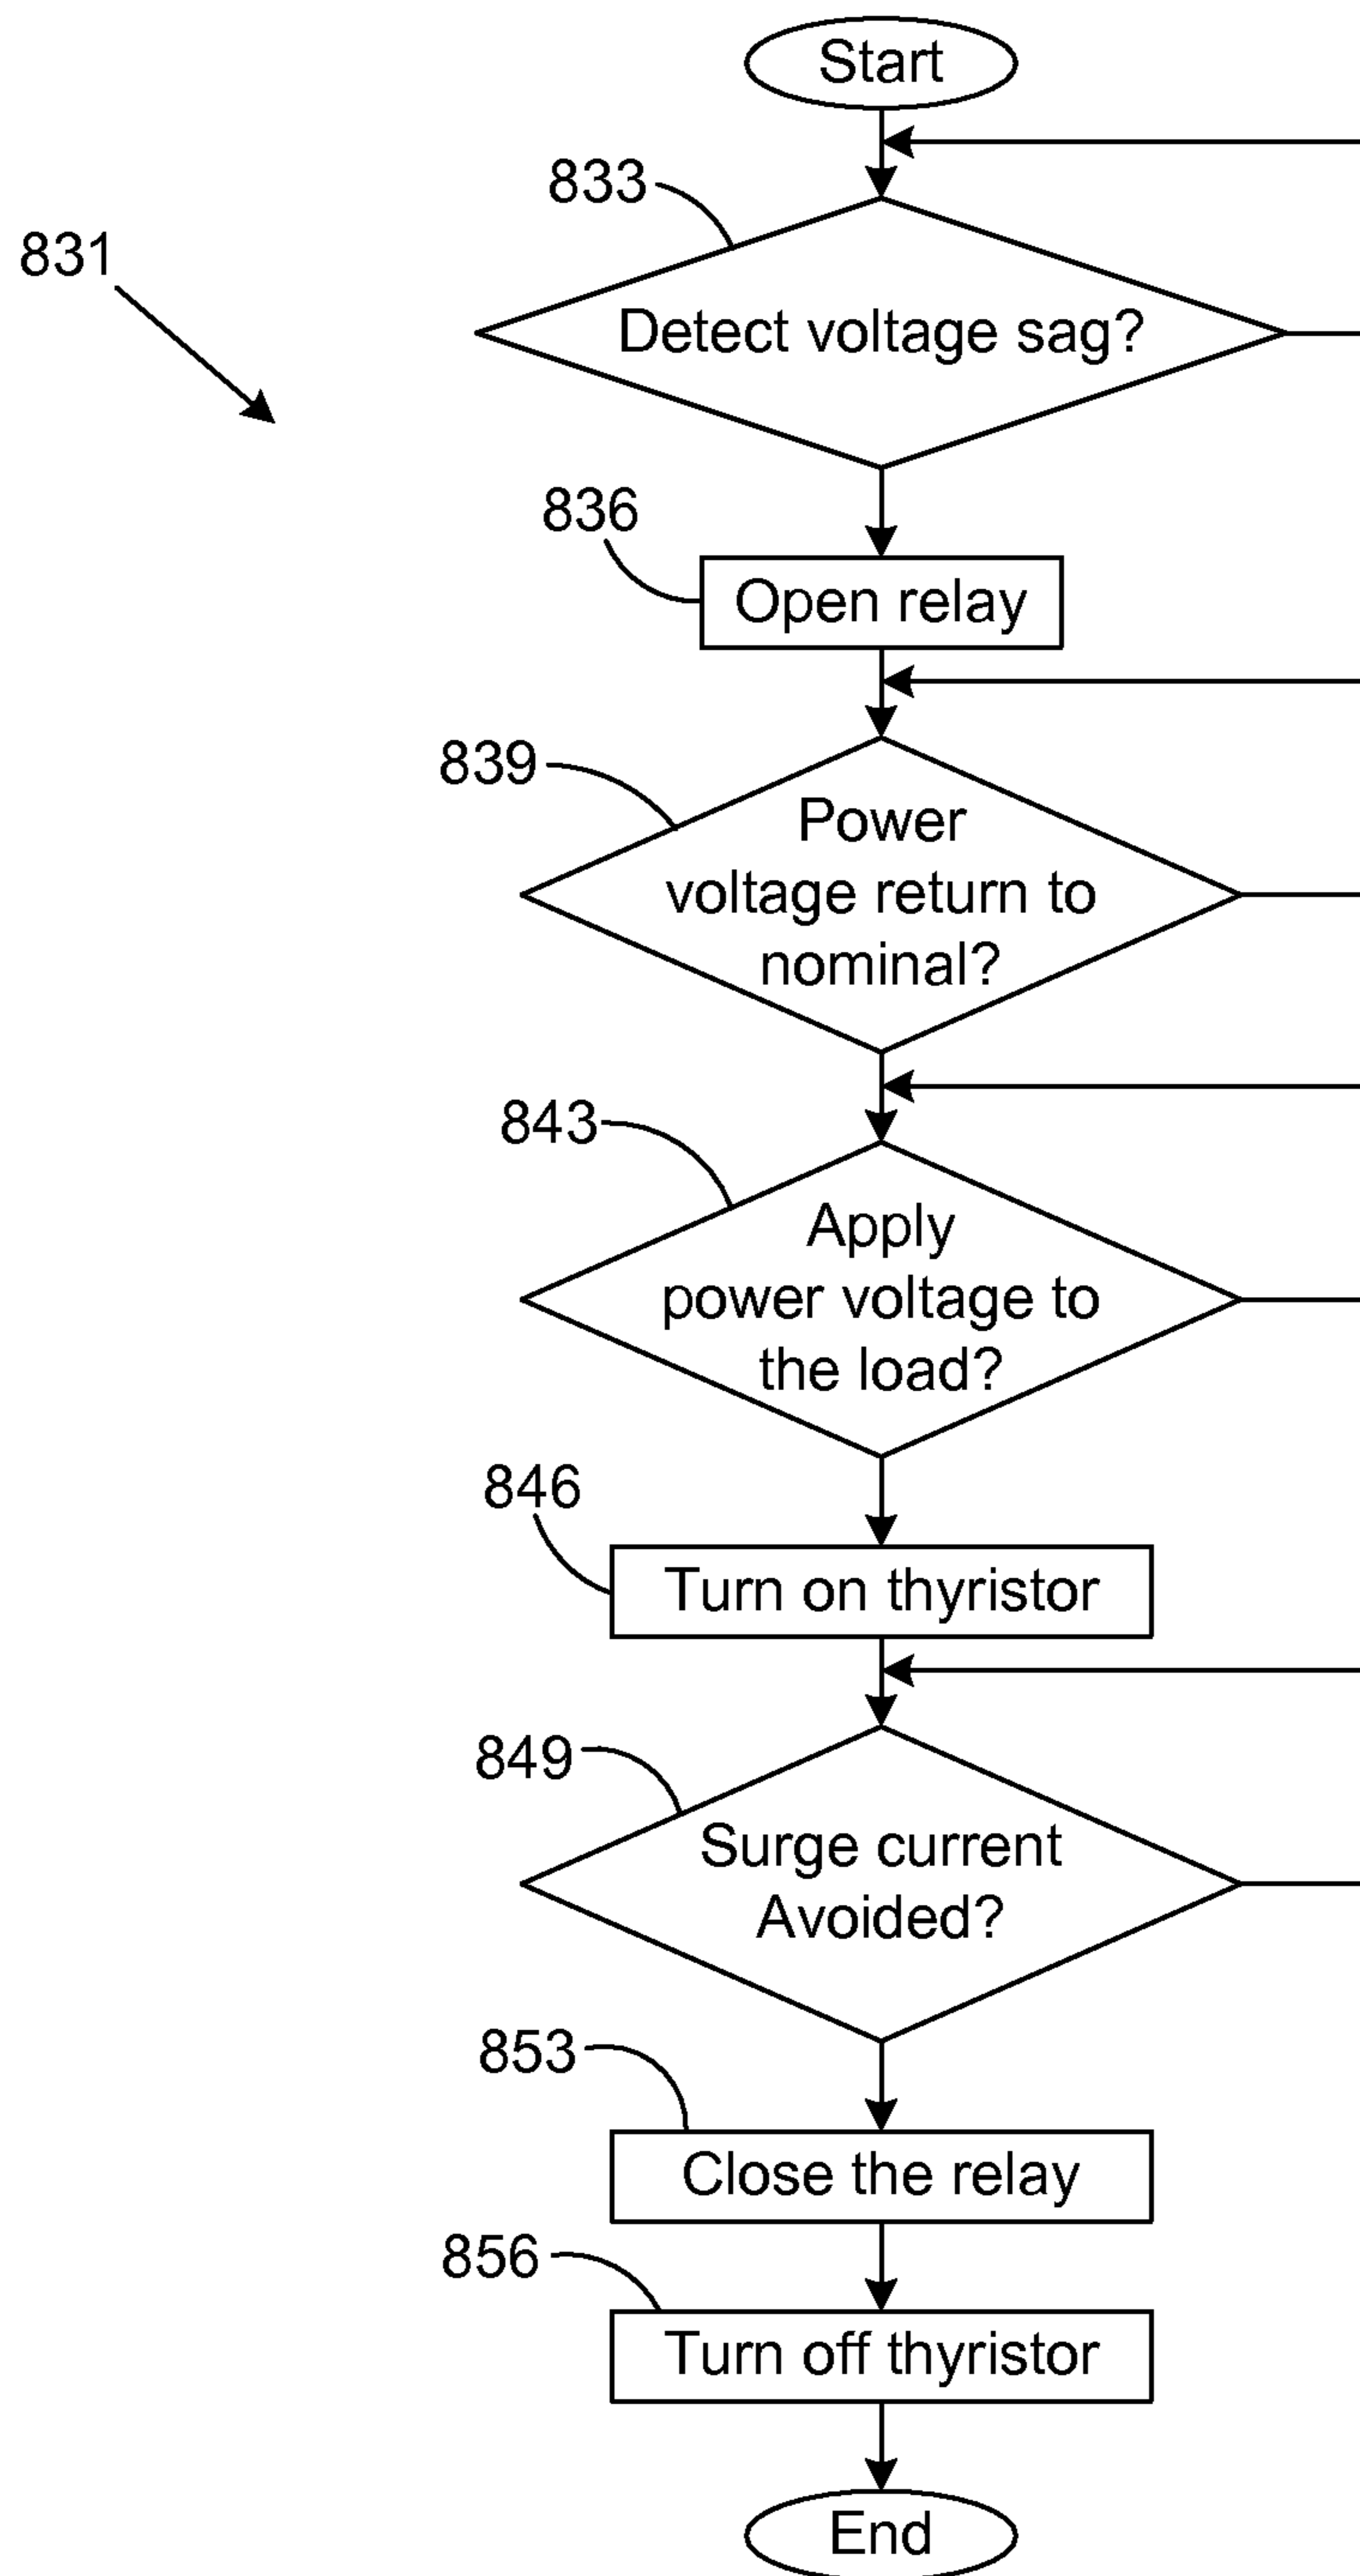 Start
833
831
Detect voltage sag?
836
Open relay
839
Power
voltage return to
nominal?
843
Apply
power voltage to
the load?
846
Turn on thyristor
849
Surge current
Avoided?
853
Close the relay
856
Turn off thyristor
End